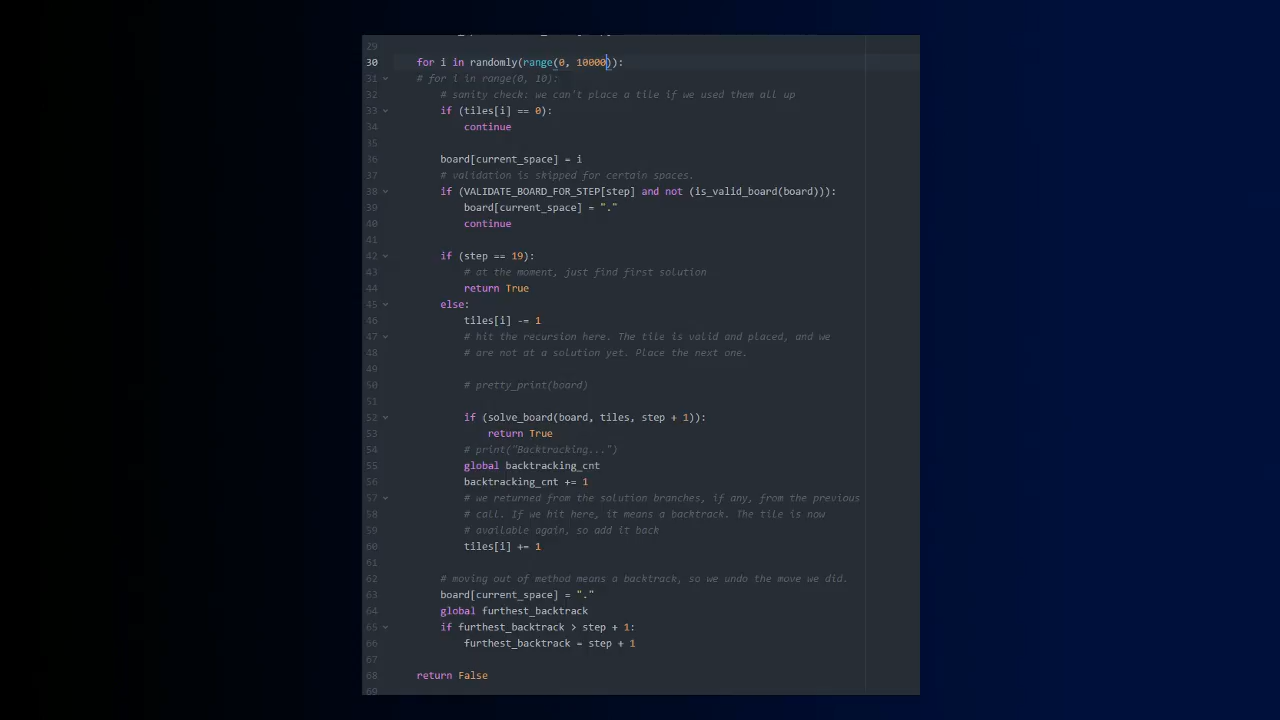 29
30 for i in randomly(range(0, 10000)):
31 # for i in range(0, 10):
32 # sanity check: we can't place a tile if we used them all up
33 if (tiles[i] == 0):
34 continue
35
36 board[current_space] = i
37 # validation is skipped for certain spaces.
38 if (VALIDATE_BOARD_FOR_STEP[step] and not (is_valid_board(board))):
39 board[current_space] = "."
40 continue
41
42 if (step == 19):
43 # at the moment, just find first solution
44 return True
45 else:
46 tiles[i] -= 1
47 # hit the recursion here. The tile is valid and placed, and we
48 # are not at a solution yet. Place the next one.
49
50 # pretty_print(board)
51
52 if (solve_board(board, tiles, step + 1)):
53 return True
54 # print("Backtracking...")
55 global backtracking_cnt
56 backtracking_cnt += 1
57 # we returned from the solution branches, if any, from the previous
58 # call. If we hit here, it means a backtrack. The tile is now
59 # available again, so add it back
60 tiles[i] += 1
61
62 # moving out of method means a backtrack, so we undo the move we did.
63 board[current_space] = "."
64 global furthest_backtrack
65 if furthest_backtrack > step + 1:
66 furthest_backtrack = step + 1
67
68 return False
69